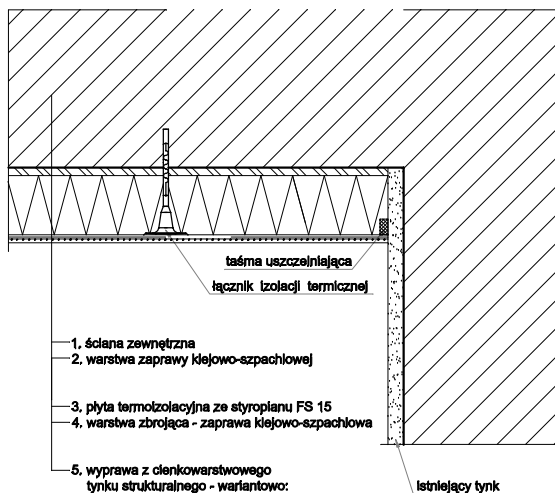 taśma uszczelniająca
łącznik izolacji termicznej
1, ściana zewnętrzna
2, warstwa zaprawy klejowo-szpachlowej
3, płyta termoizolacyjna ze styropianu FS 15
4, warstwa zbrojąca - zaprawa klejowo-szpachlowa
5, wyprawa z cienkowarstwowego
tynku strukturalnego - wariantowo:
istniejący tynk